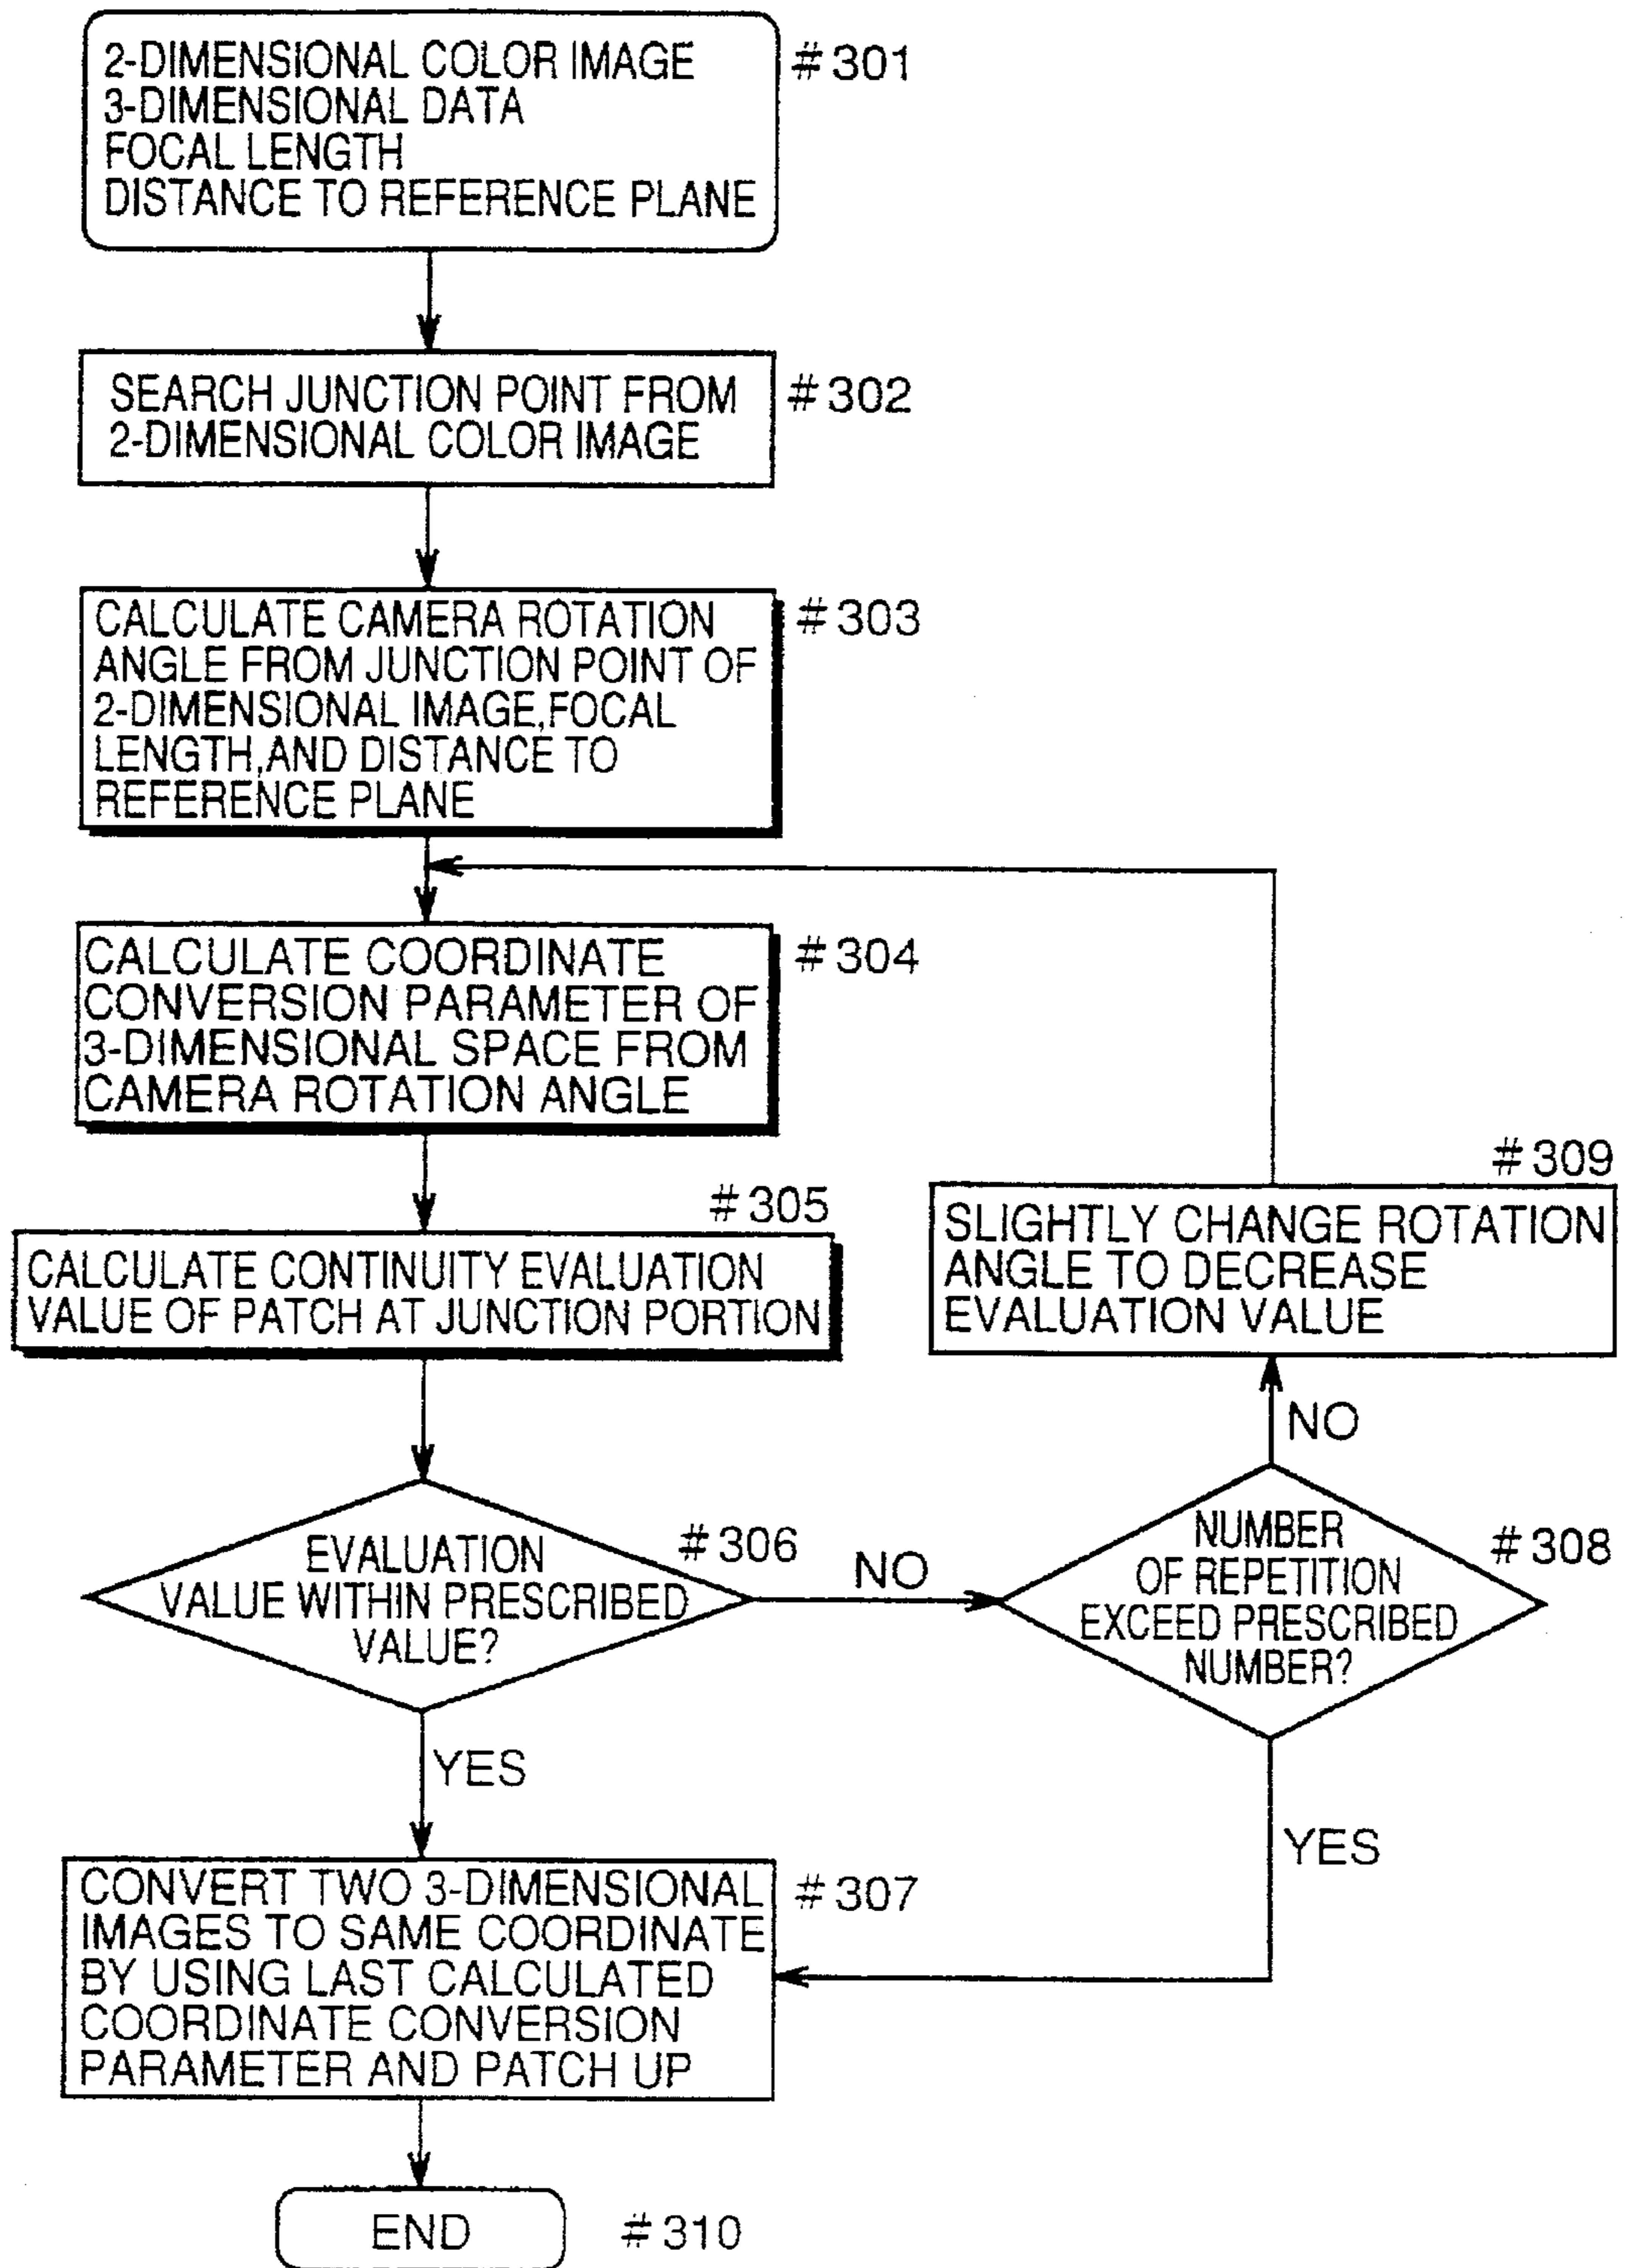 2-DIMENSIONAL COLOR IMAGE
3-DIMENSIONAL DATA
FOCAL LENGTH
DISTANCE TO REFERENCE PLANE
#301
SEARCH JUNCTION POINT FROM
2-DIMENSIONAL COLOR IMAGE
#302
CALCULATE CAMERA ROTATION
ANGLE FROM JUNCTION POINT OF
2-DIMENSIONAL IMAGE,FOCAL
LENGTH,AND DISTANCE TO
REFERENCE PLANE
#303
CALCULATE COORDINATE
CONVERSION PARAMETER OF
3-DIMENSIONAL SPACE FROM
CAMERA ROTATION ANGLE
#304
#305
CALCULATE CONTINUITY EVALUATION
VALUE OF PATCH AT JUNCTION PORTION
#309
SLIGHTLY CHANGE ROTATION
ANGLE TO DECREASE
EVALUATION VALUE
NO
EVALUATION
VALUE WITHIN PRESCRIBED
VALUE?
#306
NO
NUMBER
OF REPETITION
EXCEED PRESCRIBED
NUMBER?
#308
YES
YES
CONVERT TWO 3-DIMENSIONAL
IMAGES TO SAME COORDINATE
BY USING LAST CALCULATED
COORDINATE CONVERSION
PARAMETER AND PATCH UP
#307
END
#310